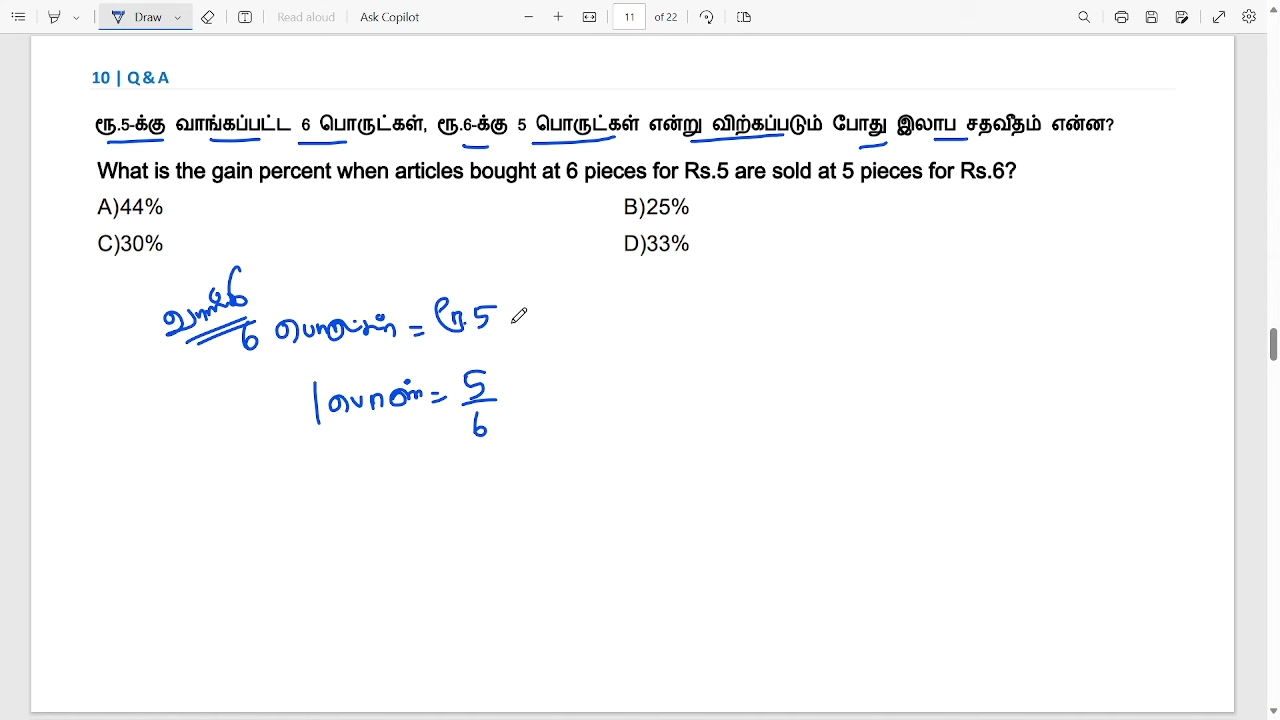 Draw Read aloud Ask Copilot 11 of 22
10 | Q & A
ரூ.5-க்கு வாங்கப்பட்ட 6 பொருட்கள், ரூ.6-க்கு 5 பொருட்கள் என்று விற்கப்படும் போது இலாப சதவீதம் என்ன?
What is the gain percent when articles bought at 6 pieces for Rs.5 are sold at 5 pieces for Rs.6?
A)44% B)25%
C)30% D)33%
6 = ரூ.5
1 = 5/6